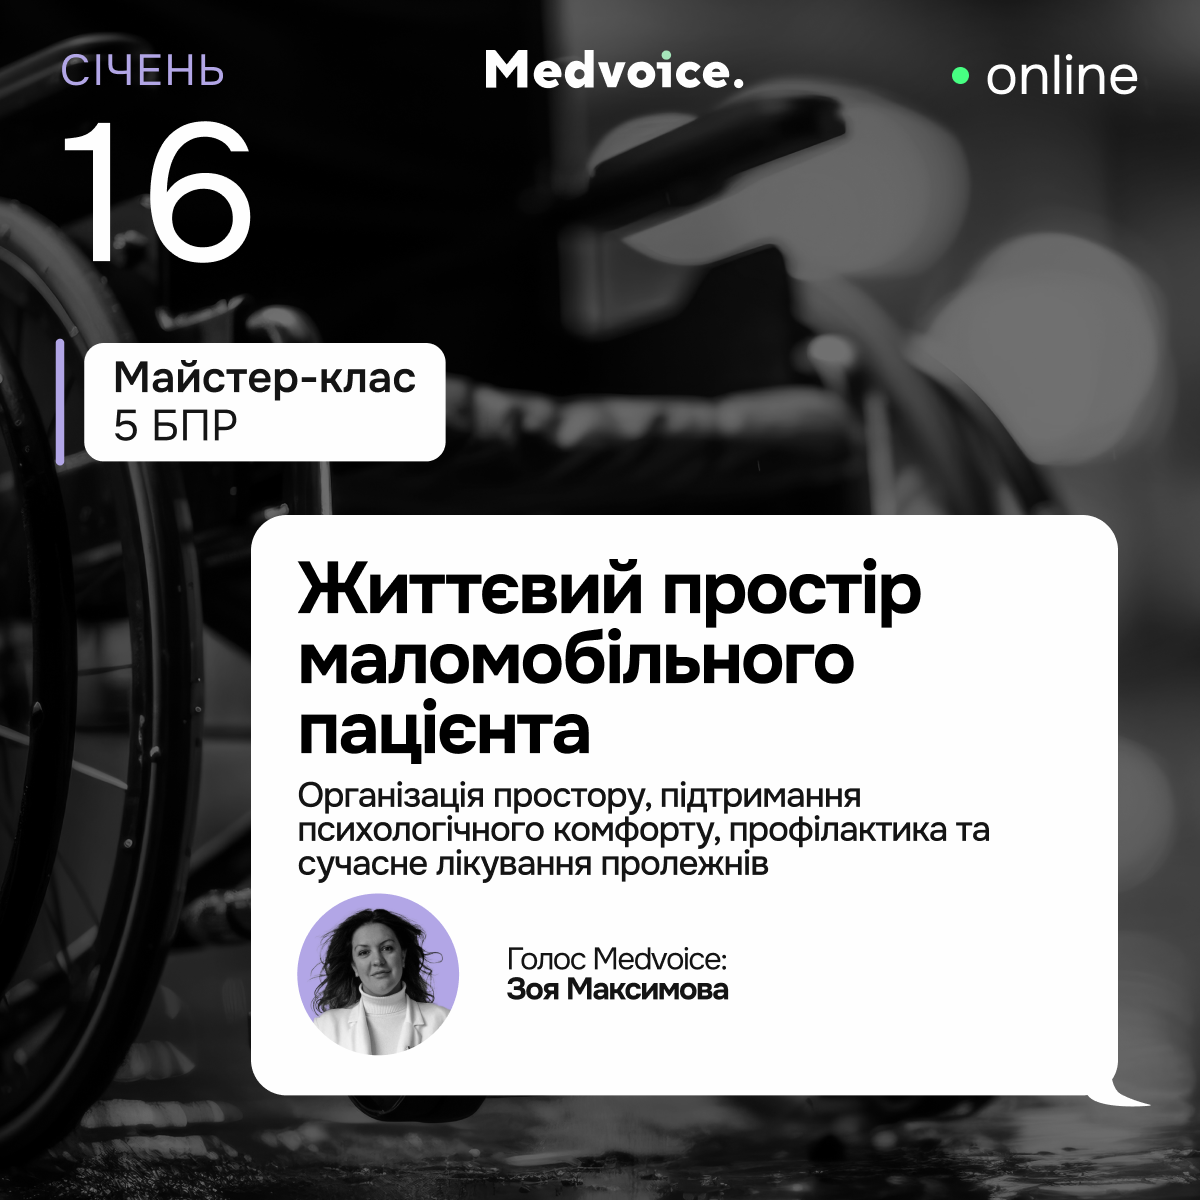 СІЧЕНЬ
16
Medvoice.
online
Майстер-клас
5 БПР
Життєвий простір
маломобільного
пацієнта
Організація простору, підтримання
психологічного комфорту, профілактика та
сучасне лікування пролежнів
Голос Medvoice:
Зоя Максимова